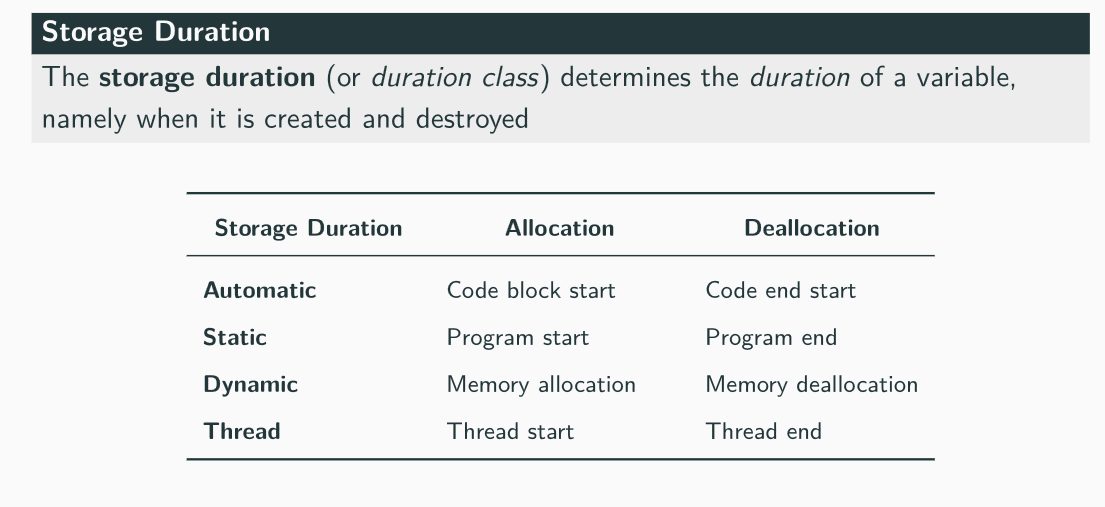 Storage Duration
The storage duration (or duration class) determines the duration of a variable,
namely when it is created and destroyed
Storage Duration Allocation Deallocation
Automatic Code block start Code end start
Static Program start Program end
Dynamic Memory allocation Memory deallocation
Thread Thread start Thread end